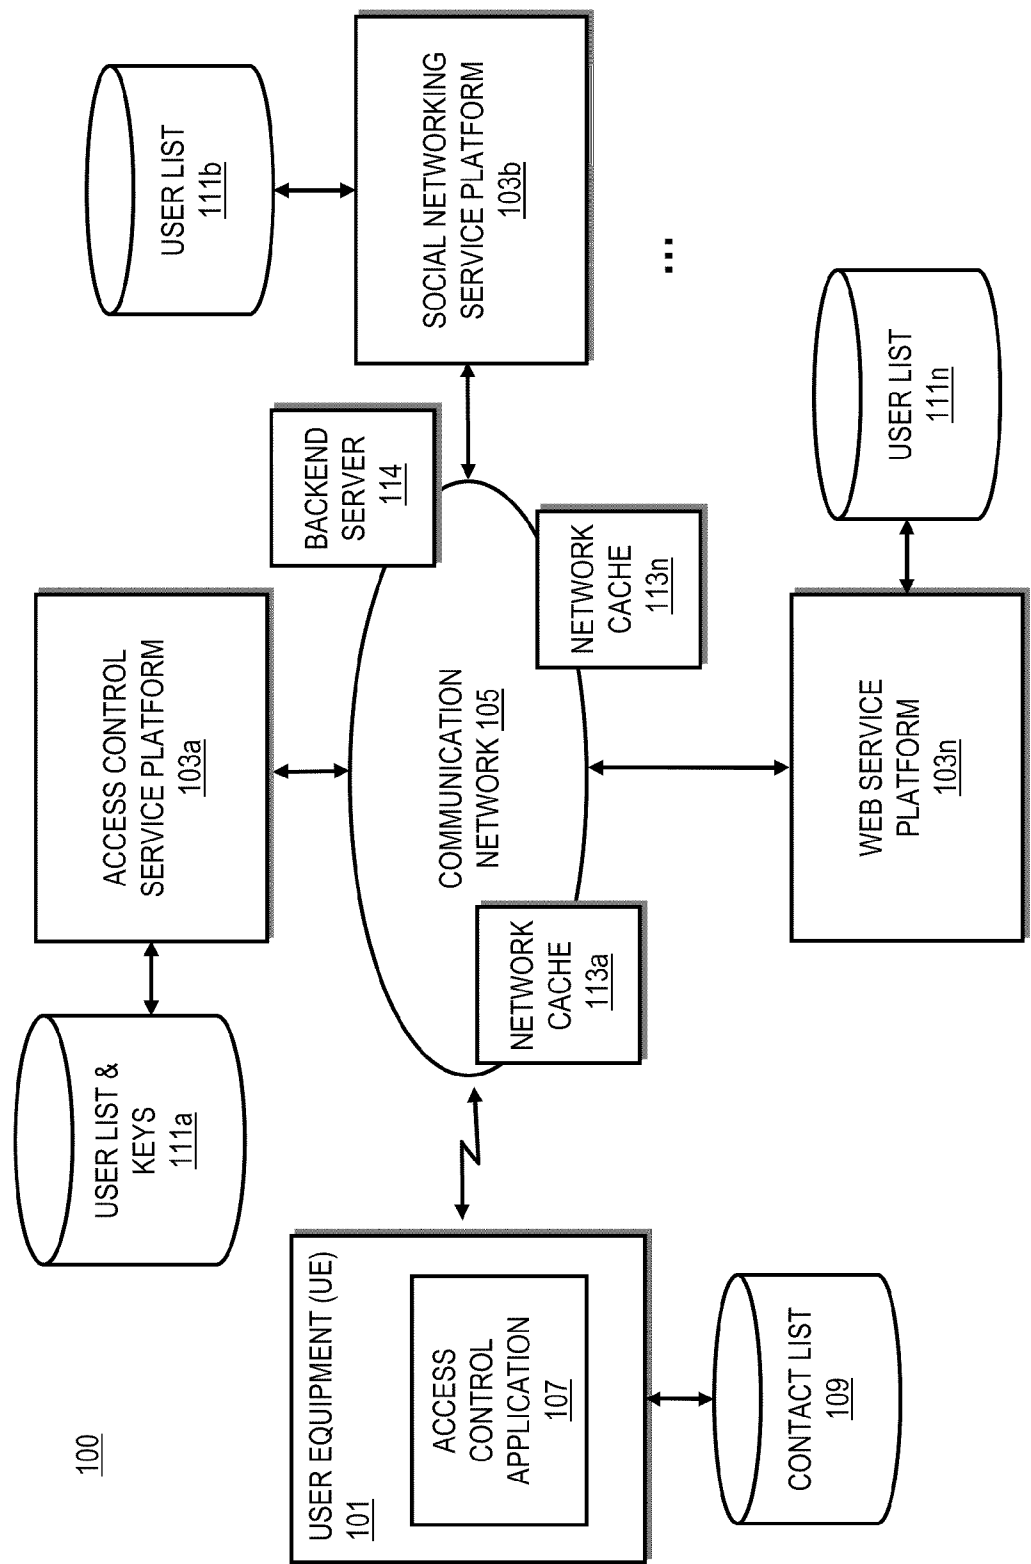 100
USER LIST &
KEYS
111a
ACCESS CONTROL
SERVICE PLATFORM
103a
USER LIST
111b
USER EQUIPMENT (UE)
101
ACCESS
CONTROL
APPLICATION
107
COMMUNICATION
NETWORK 105
BACKEND
SERVER
114
SOCIAL NETWORKING
SERVICE PLATFORM
103b
NETWORK
CACHE
113a
NETWORK
CACHE
113n
...
CONTACT LIST
109
WEB SERVICE
PLATFORM
103n
USER LIST
111n